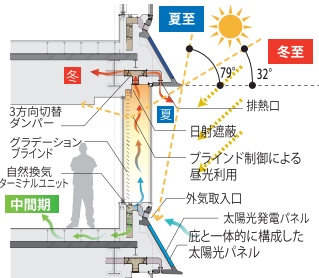 夏至
冬至
79°
32°
冬
夏
排熱口
3方向切替
ダンパー
日射遮蔽
グラデーション
ブラインド
ブラインド制御による
昼光利用
自然換気
ターミナルユニット
外気取入口
中間期
太陽光発電パネル
庇と一体的に構成した
太陽光パネル